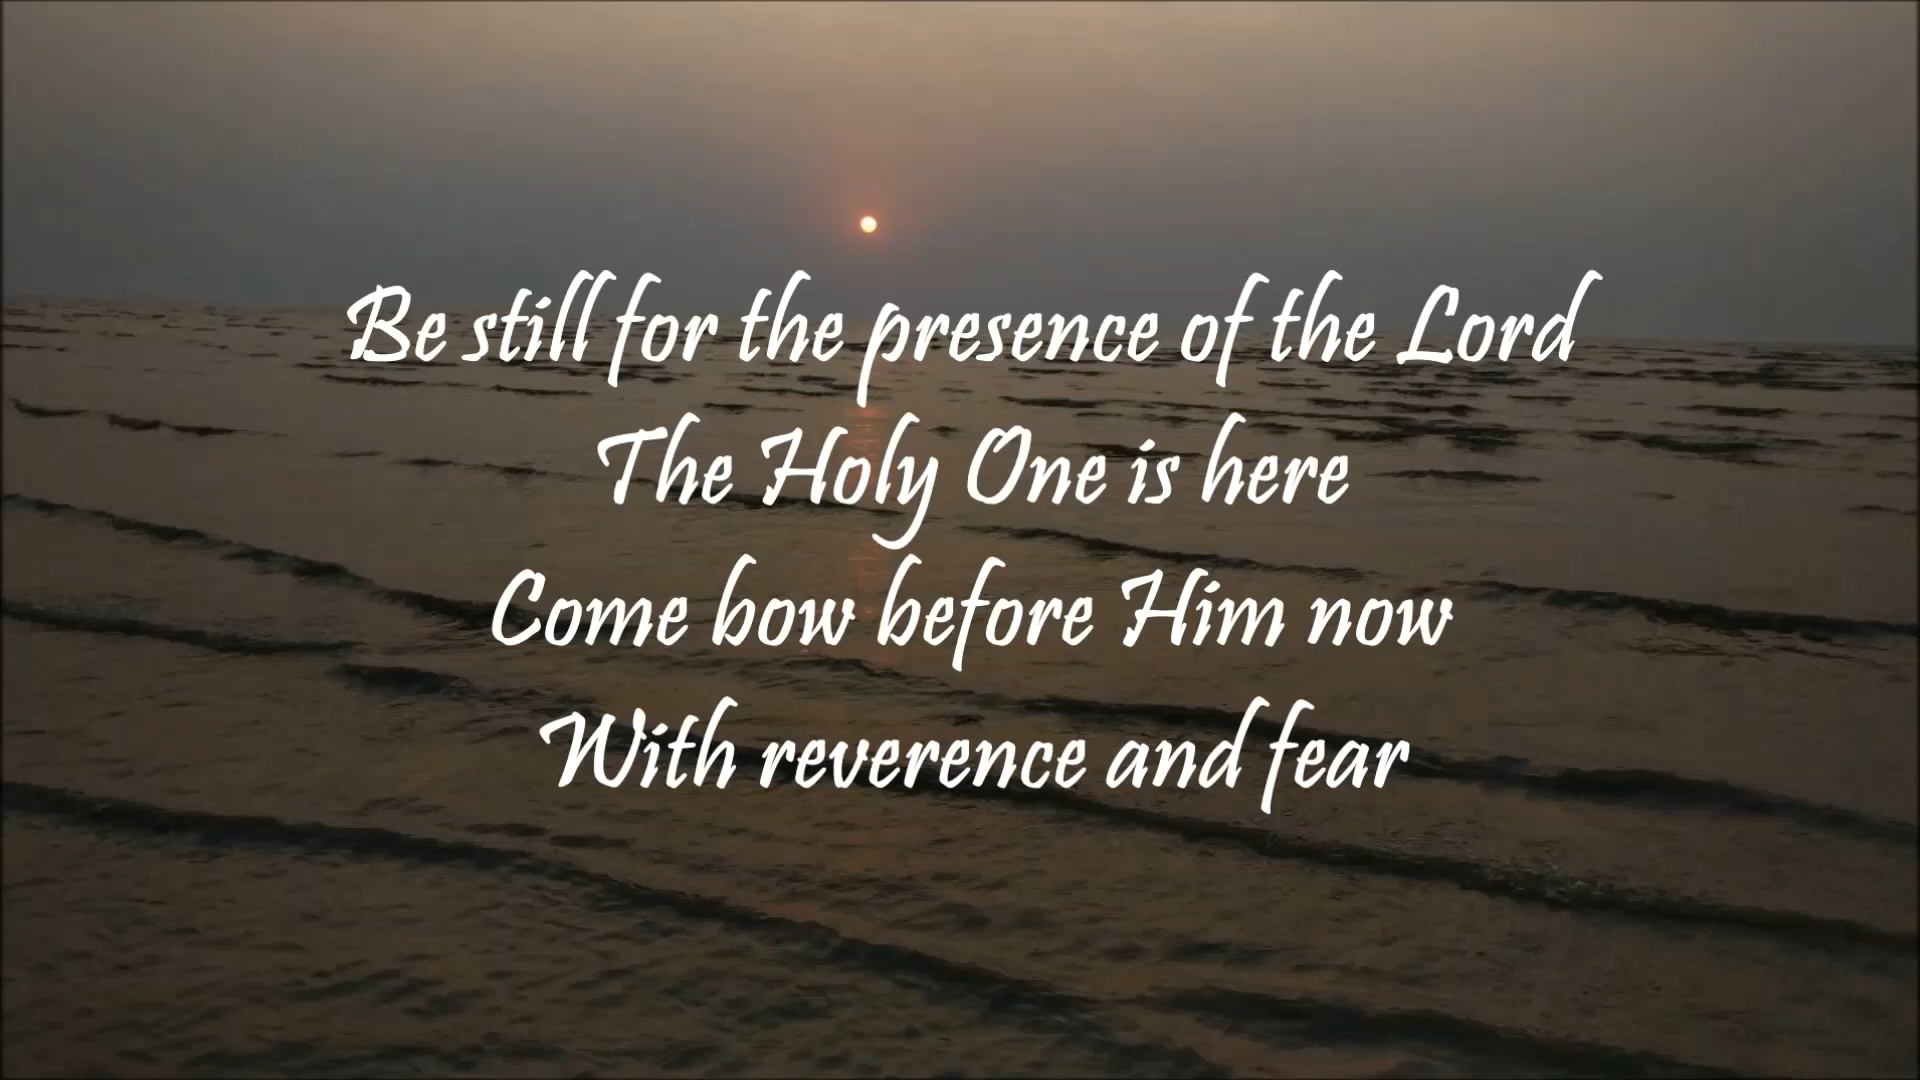 Be still for the presence of the Lord
The Holy One is here
Come bow before Him now
With reverence and fear